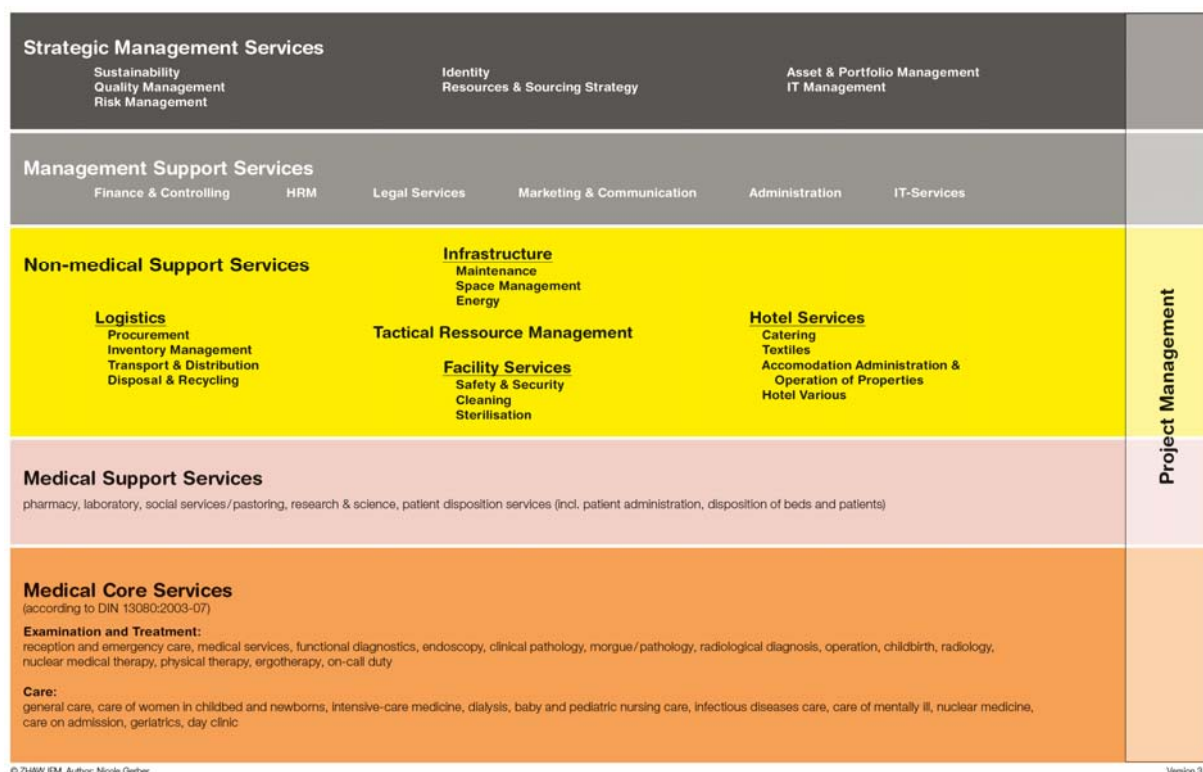 Strategic Management Services
Sustainability
Quality Management
Risk Management
Identity
Resources & Sourcing Strategy
Asset & Portfolio Management
IT Management
Management Support Services
Finance & Controlling
HRM
Legal Services
Marketing & Communication
Administration
IT-Services
Non-medical Support Services
Logistics
Procurement
Inventory Management
Transport & Distribution
Disposal & Recycling
Infrastructure
Maintenance
Space Management
Energy
Tactical Ressource Management
Facility Services
Safety & Security
Cleaning
Sterilisation
Hotel Services
Catering
Textiles
Accomodation Administration &
Operation of Properties
Hotel Various
Medical Support Services
pharmacy, laboratory, social services/pastoring, research & science, patient disposition services (incl. patient administration, disposition of beds and patients)
Medical Core Services
(according to DIN 13080:2003-07)
Examination and Treatment:
reception and emergency care, medical services, functional diagnostics, endoscopy, clinical pathology, morgue/pathology, radiological diagnosis, operation, childbirth, radiology,
nuclear medical therapy, physical therapy, ergotherapy, on-call duty
Care:
general care, care of women in childbed and newborns, intensive-care medicine, dialysis, baby and pediatric nursing care, infectious diseases care, care of mentally ill, nuclear medicine,
care on admission, geriatrics, day clinic
Project Management
© ZHAW IFM, Author: Nicole Gerber